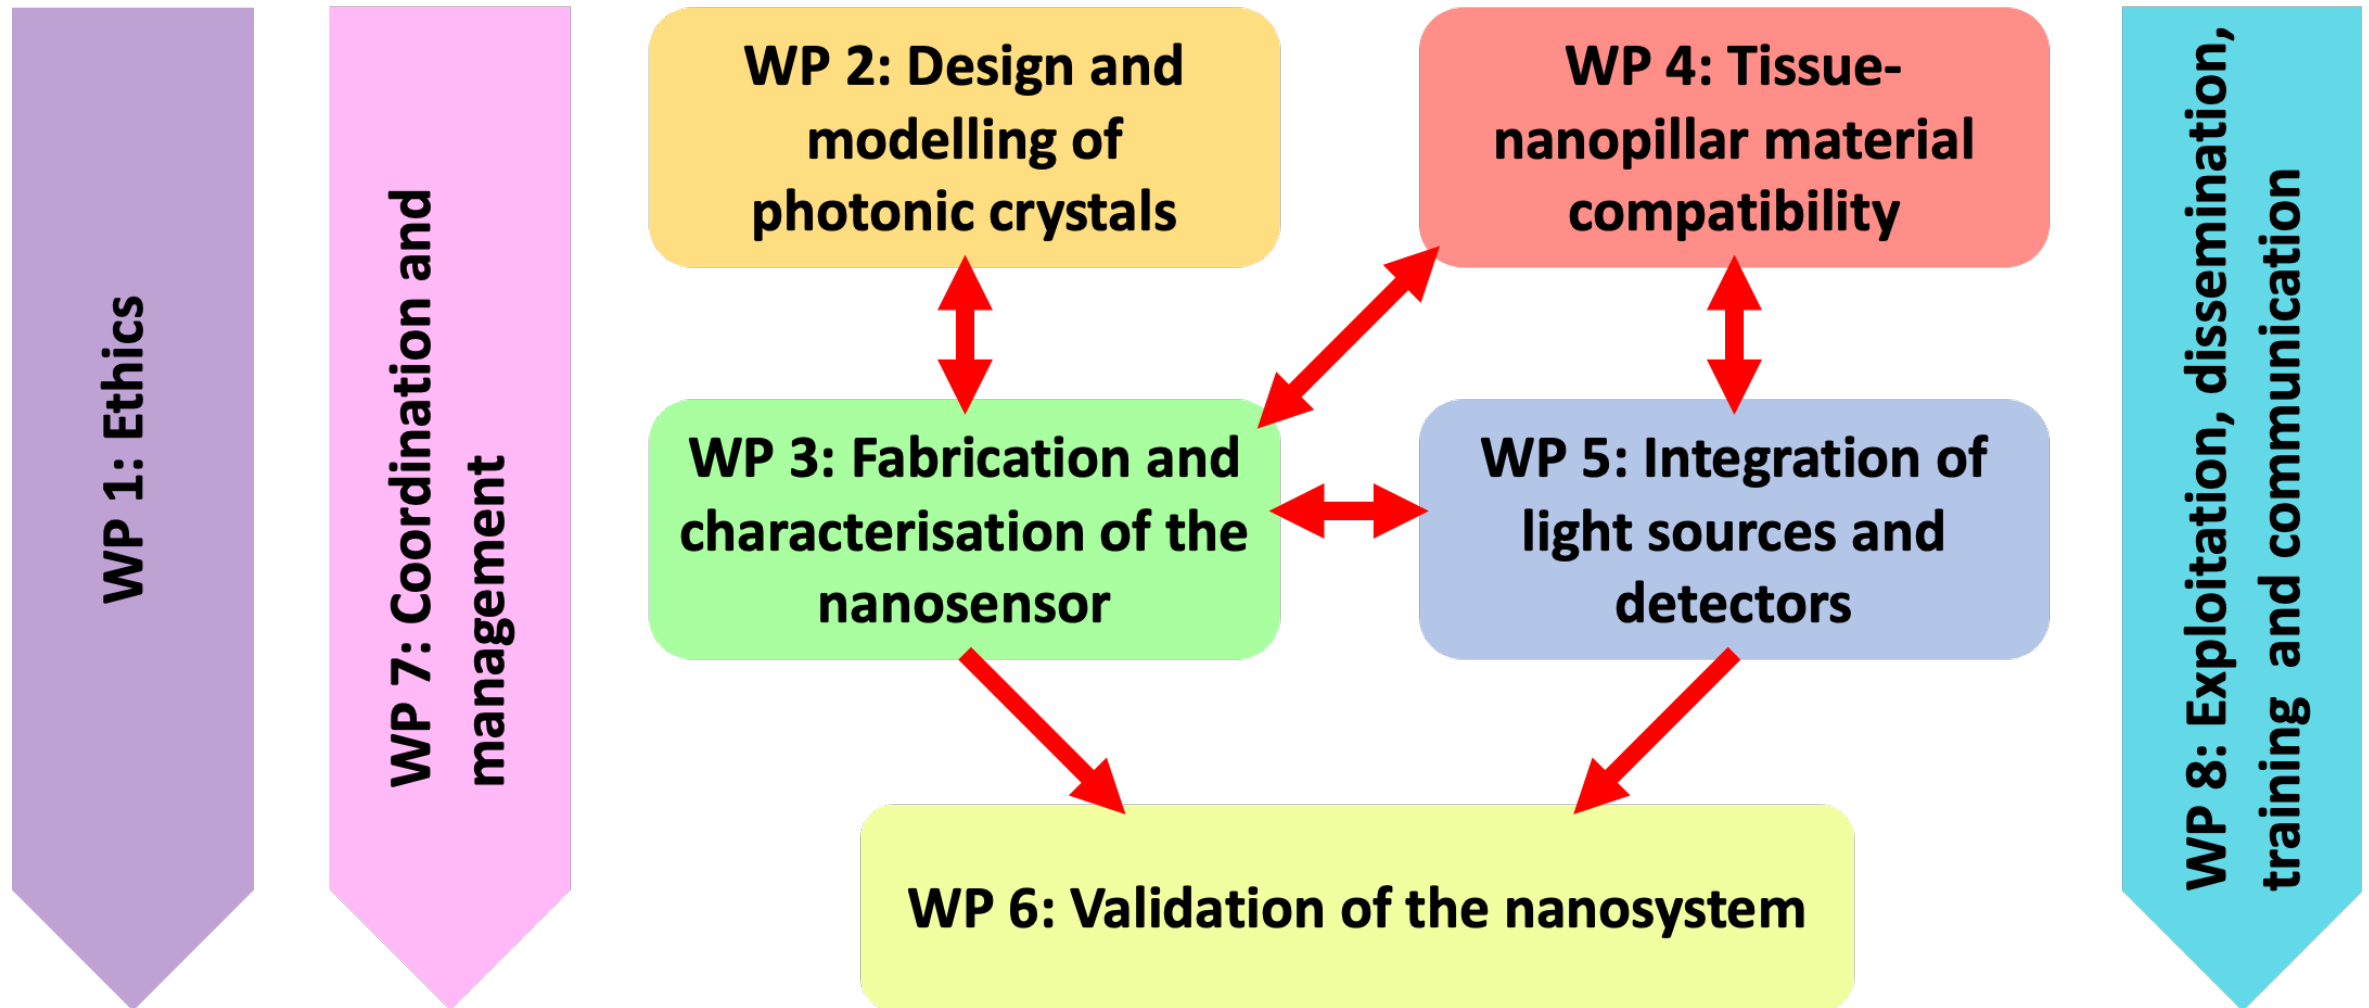 WP 1: Ethics
WP 7: Coordination and
management
WP 2: Design and
modelling of
photonic crystals
WP 4: Tissue-
nanopillar material
compatibility
WP 3: Fabrication and
characterisation of the
nanosensor
WP 5: Integration of
light sources and
detectors
WP 6: Validation of the nanosystem
WP 8: Exploitation, dissemination,
training and communication